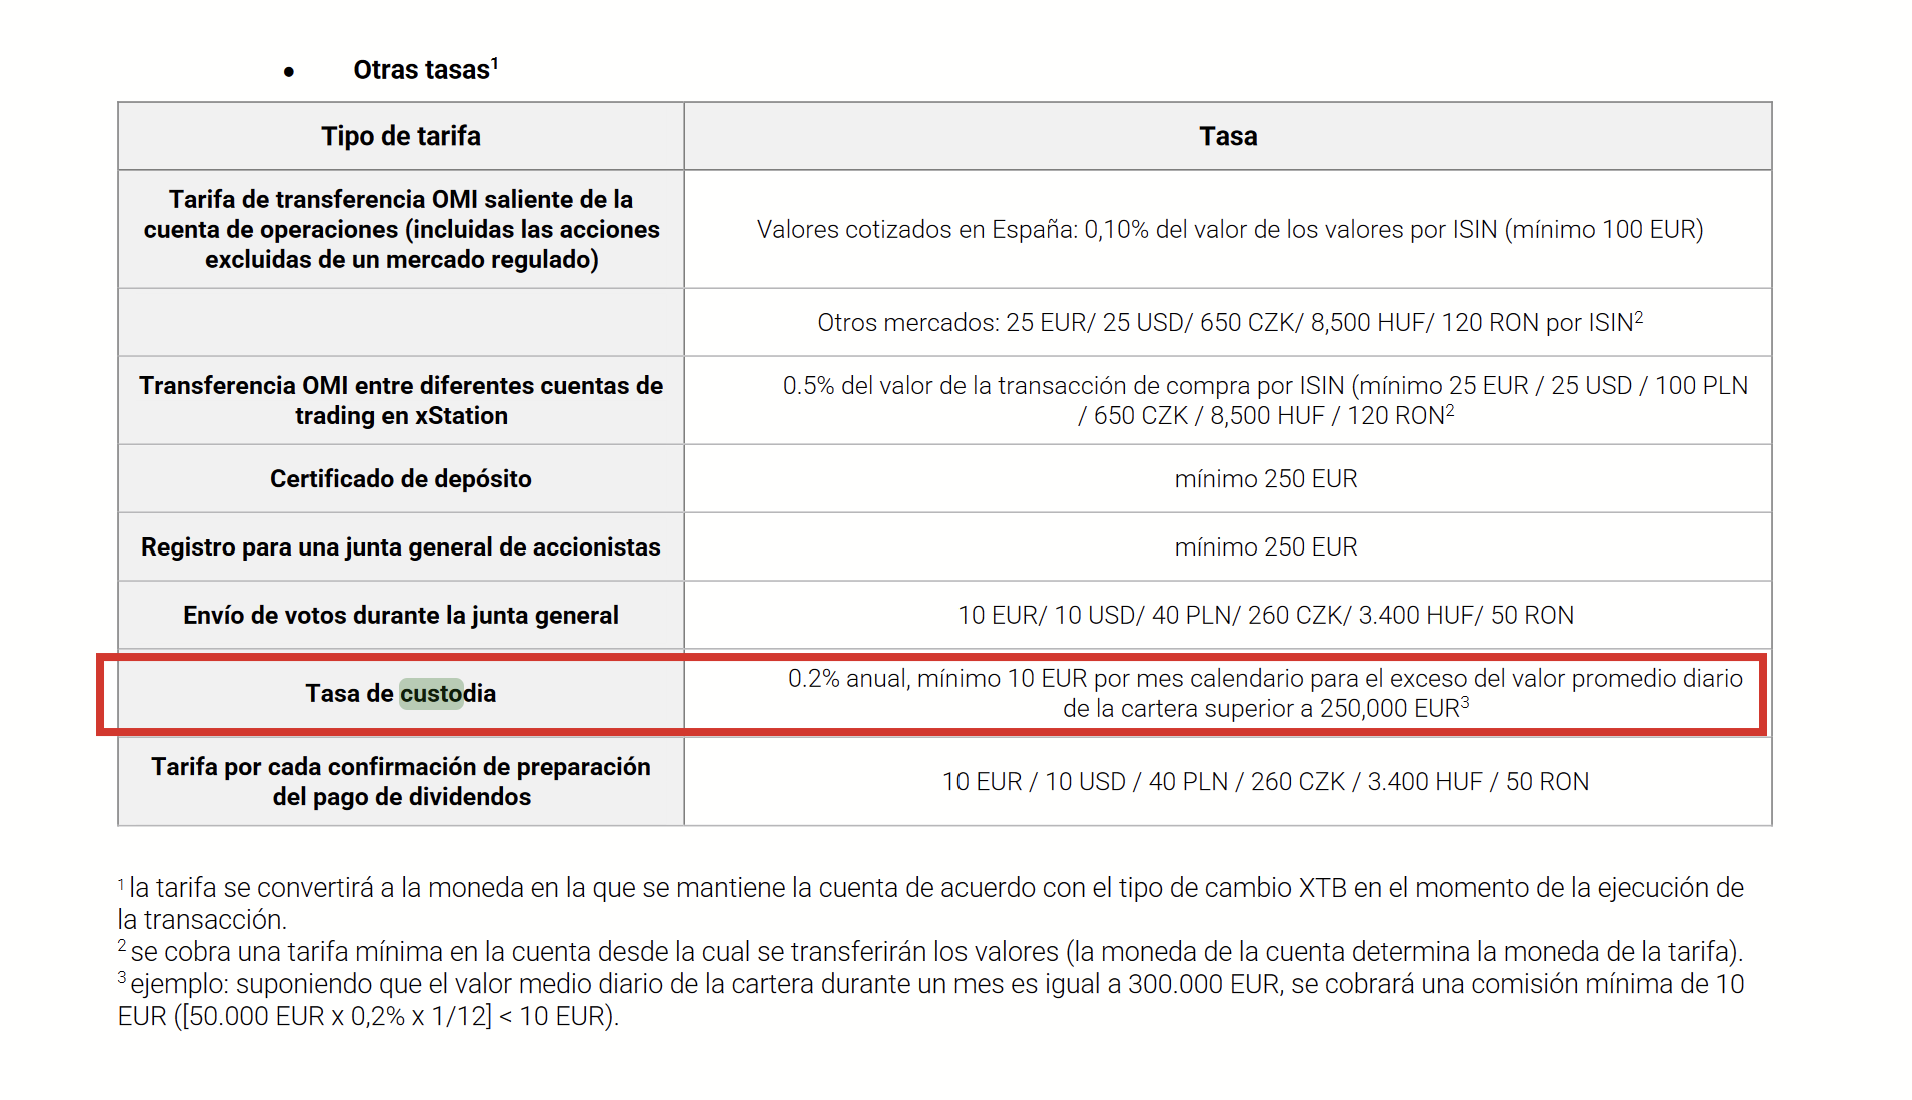 • Otras tasas¹
Tipo de tarifa
Tasa
Tarifa de transferencia OMI saliente de la
cuenta de operaciones (incluidas las acciones
excluidas de un mercado regulado)
Valores cotizados en España: 0,10% del valor de los valores por ISIN (mínimo 100 EUR)
Otros mercados: 25 EUR/ 25 USD/ 650 CZK/ 8,500 HUF/ 120 RON por ISIN²
Transferencia OMI entre diferentes cuentas de
trading en xStation
0.5% del valor de la transacción de compra por ISIN (mínimo 25 EUR / 25 USD / 100 PLN
/ 650 CZK / 8,500 HUF / 120 RON²
Certificado de depósito
mínimo 250 EUR
Registro para una junta general de accionistas
mínimo 250 EUR
Envío de votos durante la junta general
10 EUR/ 10 USD/ 40 PLN/ 260 CZK/ 3.400 HUF/ 50 RON
Tasa de custodia
0.2% anual, mínimo 10 EUR por mes calendario para el exceso del valor promedio diario
de la cartera superior a 250,000 EUR³
Tarifa por cada confirmación de preparación
del pago de dividendos
10 EUR / 10 USD / 40 PLN / 260 CZK / 3.400 HUF / 50 RON
¹ la tarifa se convertirá a la moneda en la que se mantiene la cuenta de acuerdo con el tipo de cambio XTB en el momento de la ejecución de
la transacción.
² se cobra una tarifa mínima en la cuenta desde la cual se transferirán los valores (la moneda de la cuenta determina la moneda de la tarifa).
³ ejemplo: suponiendo que el valor medio diario de la cartera durante un mes es igual a 300.000 EUR, se cobrará una comisión mínima de 10
EUR ([50.000 EUR x 0,2% x 1/12] < 10 EUR).